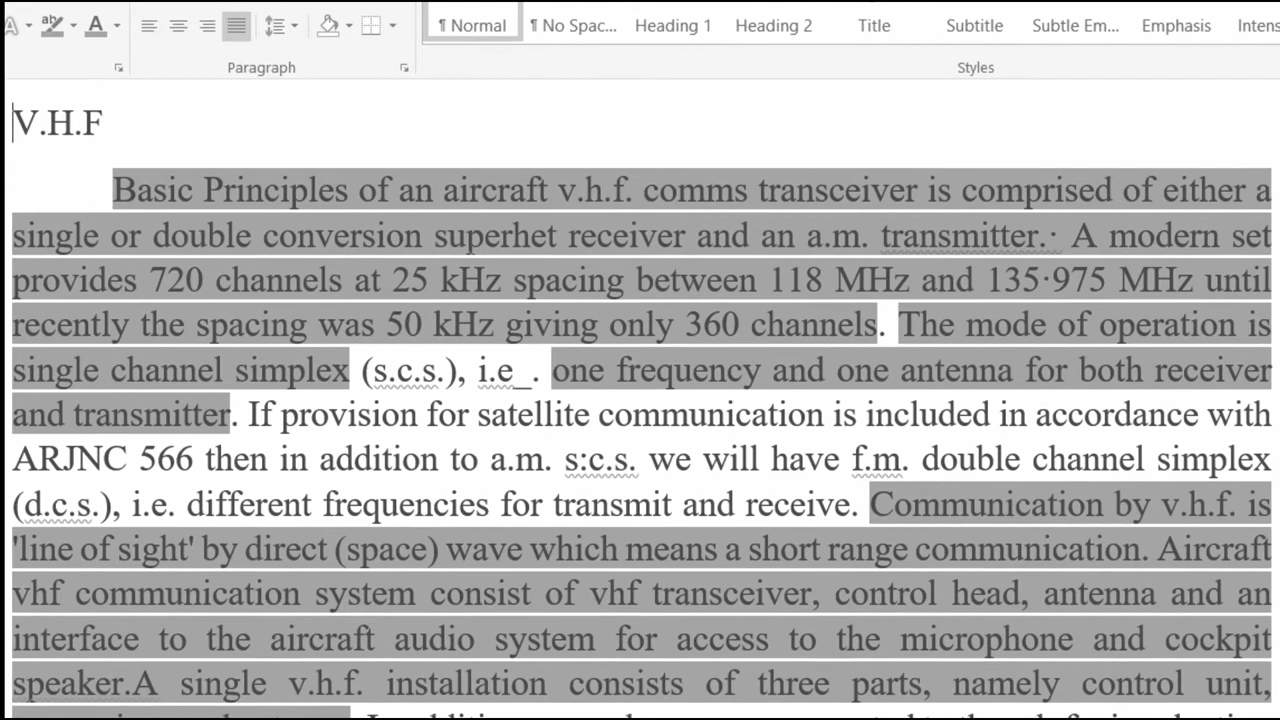 ¶ Normal ¶ No Spac... Heading 1 Heading 2 Title Subtitle Subtle Em... Emphasis Intens
Paragraph Styles
V.H.F
Basic Principles of an aircraft v.h.f. comms transceiver is comprised of either a
single or double conversion superhet receiver and an a.m. transmitter.· A modern set
provides 720 channels at 25 kHz spacing between 118 MHz and 135·975 MHz until
recently the spacing was 50 kHz giving only 360 channels. The mode of operation is
single channel simplex (s.c.s.), i.e_. one frequency and one antenna for both receiver
and transmitter. If provision for satellite communication is included in accordance with
ARJNC 566 then in addition to a.m. s:c.s. we will have f.m. double channel simplex
(d.c.s.), i.e. different frequencies for transmit and receive. Communication by v.h.f. is
'line of sight' by direct (space) wave which means a short range communication. Aircraft
vhf communication system consist of vhf transceiver, control head, antenna and an
interface to the aircraft audio system for access to the microphone and cockpit
speaker.A single v.h.f. installation consists of three parts, namely control unit,